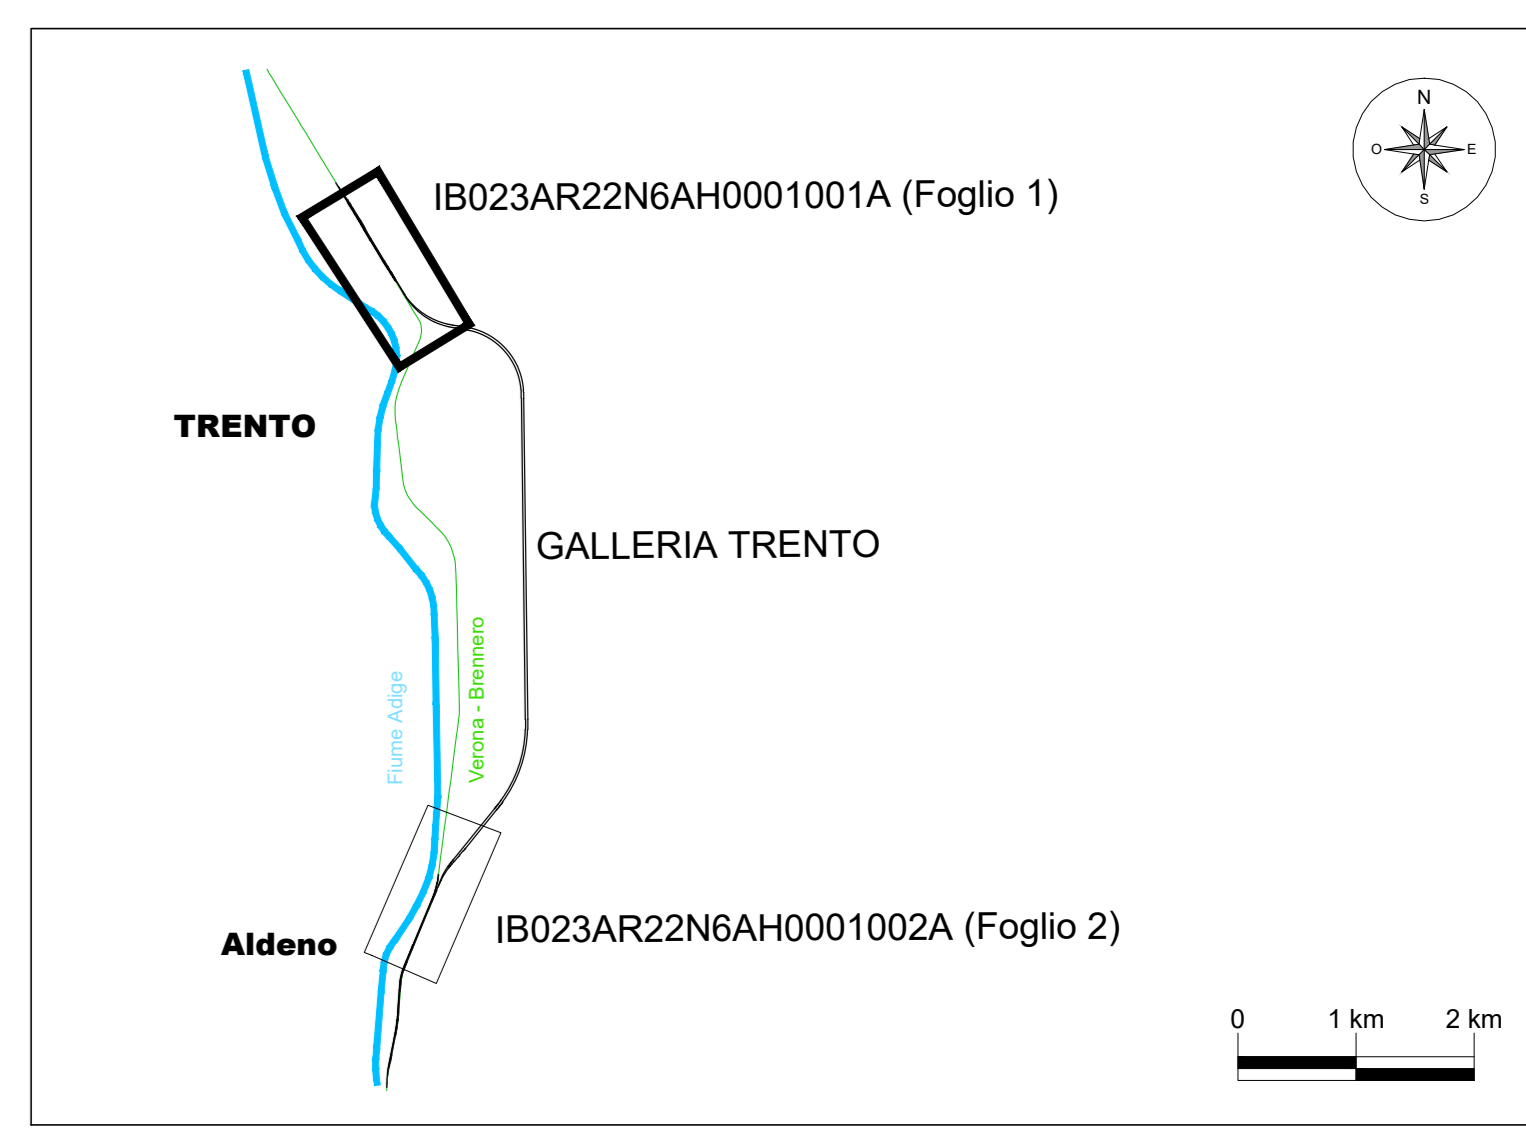 N
O
E
S
IB023AR22N6AH0001001A (Foglio 1)
TRENTO
GALLERIA TRENTO
Verona - Brennero
Fiume Adige
IB023AR22N6AH0001002A (Foglio 2)
Aldeno
0 1 km 2 km